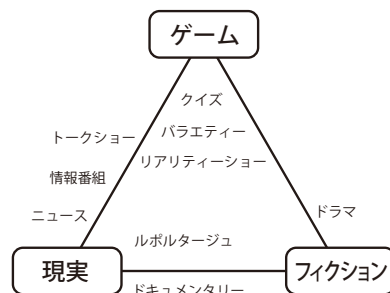 ゲーム
クイズ
バラエティー
トークショー
リアリティーショー
情報番組
ニュース
ドラマ
ルポルタージュ
現実
フィクション
ドキュメンタリー